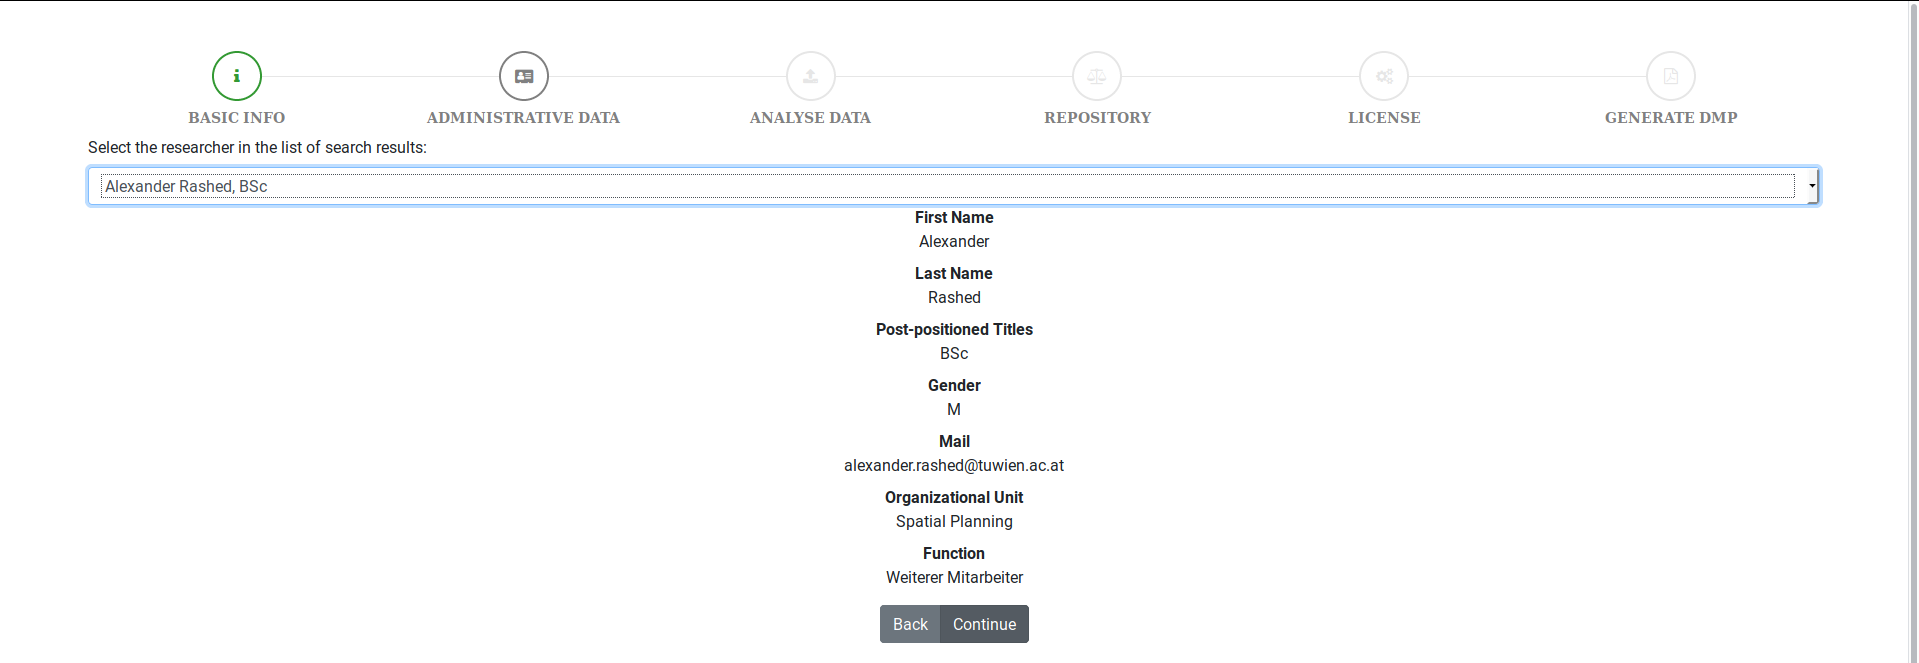 BASIC INFO
ADMINISTRATIVE DATA
ANALYSE DATA
REPOSITORY
LICENSE
GENERATE DMP
Select the researcher in the list of search results:
Alexander Rashed, BSc
First Name
Alexander
Last Name
Rashed
Post-positioned Titles
BSc
Gender
M
Mail
alexander.rashed@tuwien.ac.at
Organizational Unit
Spatial Planning
Function
Weiterer Mitarbeiter
Back
Continue